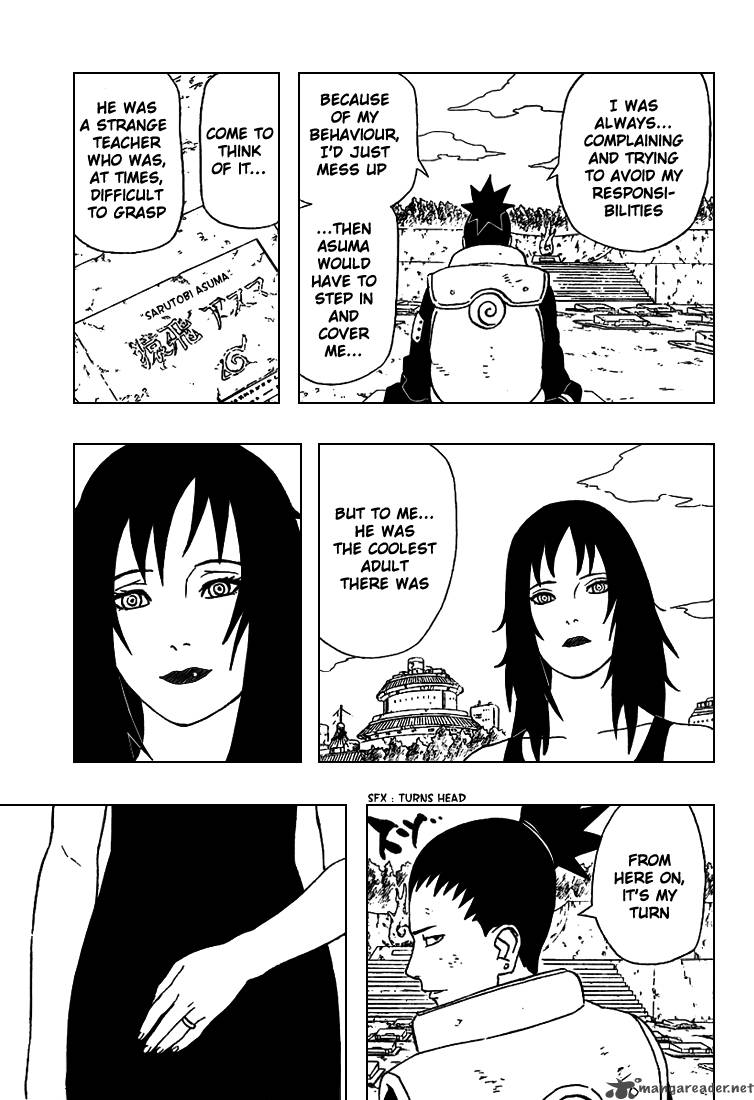 I WAS
ALWAYS...
COMPLAINING
AND TRYING
TO AVOID MY
RESPONSI-
BILITIES
BECAUSE
OF MY
BEHAVIOUR,
I'D JUST
MESS UP
...THEN
ASUMA
WOULD
HAVE TO
STEP IN
AND
COVER
ME...
COME TO
THINK
OF IT...
HE WAS
A STRANGE
TEACHER
WHO WAS,
AT TIMES,
DIFFICULT
TO GRASP
"SARUTOBI ASUMA"
猿飛 アスマ
BUT TO ME...
HE WAS
THE COOLEST
ADULT
THERE WAS
SFX : TURNS HEAD
FROM
HERE ON,
IT'S MY
TURN
mangareader.net